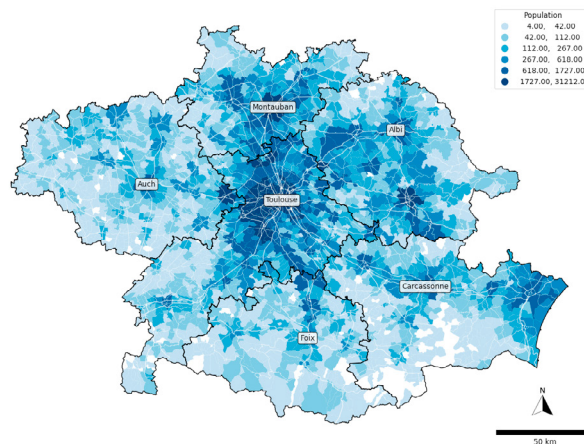 Population
4.00, 42.00
42.00, 112.00
112.00, 267.00
267.00, 618.00
618.00, 1727.00
1727.00, 31212.0
Montauban
Albi
Auch
Toulouse
Carcassonne
Foix
N
50 km